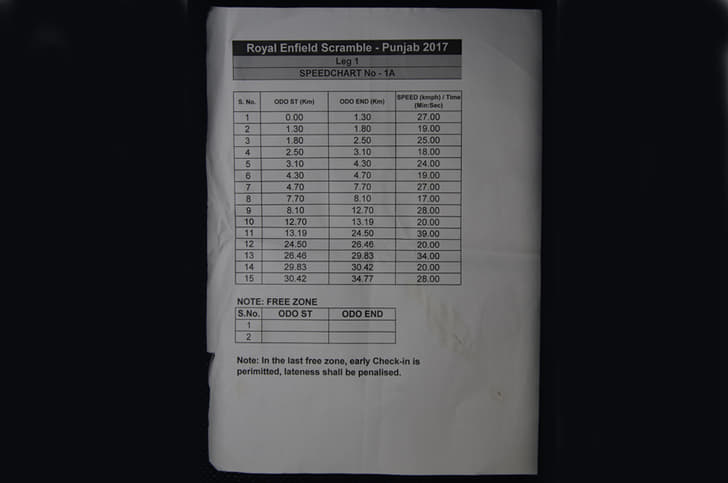 Royal Enfield Scramble - Punjab 2017
Leg 1
SPEEDCHART No - 1A
S. No. ODO ST (Km) ODO END (Km) SPEED (kmph) / Time (Min:Sec)
1 0.00 1.30 27.00
2 1.30 1.80 19.00
3 1.80 2.50 25.00
4 2.50 3.10 18.00
5 3.10 4.30 24.00
6 4.30 4.70 19.00
7 4.70 7.70 27.00
8 7.70 8.10 17.00
9 8.10 12.70 28.00
10 12.70 13.19 20.00
11 13.19 24.50 39.00
12 24.50 26.46 20.00
13 26.46 29.83 34.00
14 29.83 30.42 20.00
15 30.42 34.77 28.00
NOTE: FREE ZONE
S.No. ODO ST ODO END
1
2
Note: In the last free zone, early Check-in is
perimitted, lateness shall be penalised.